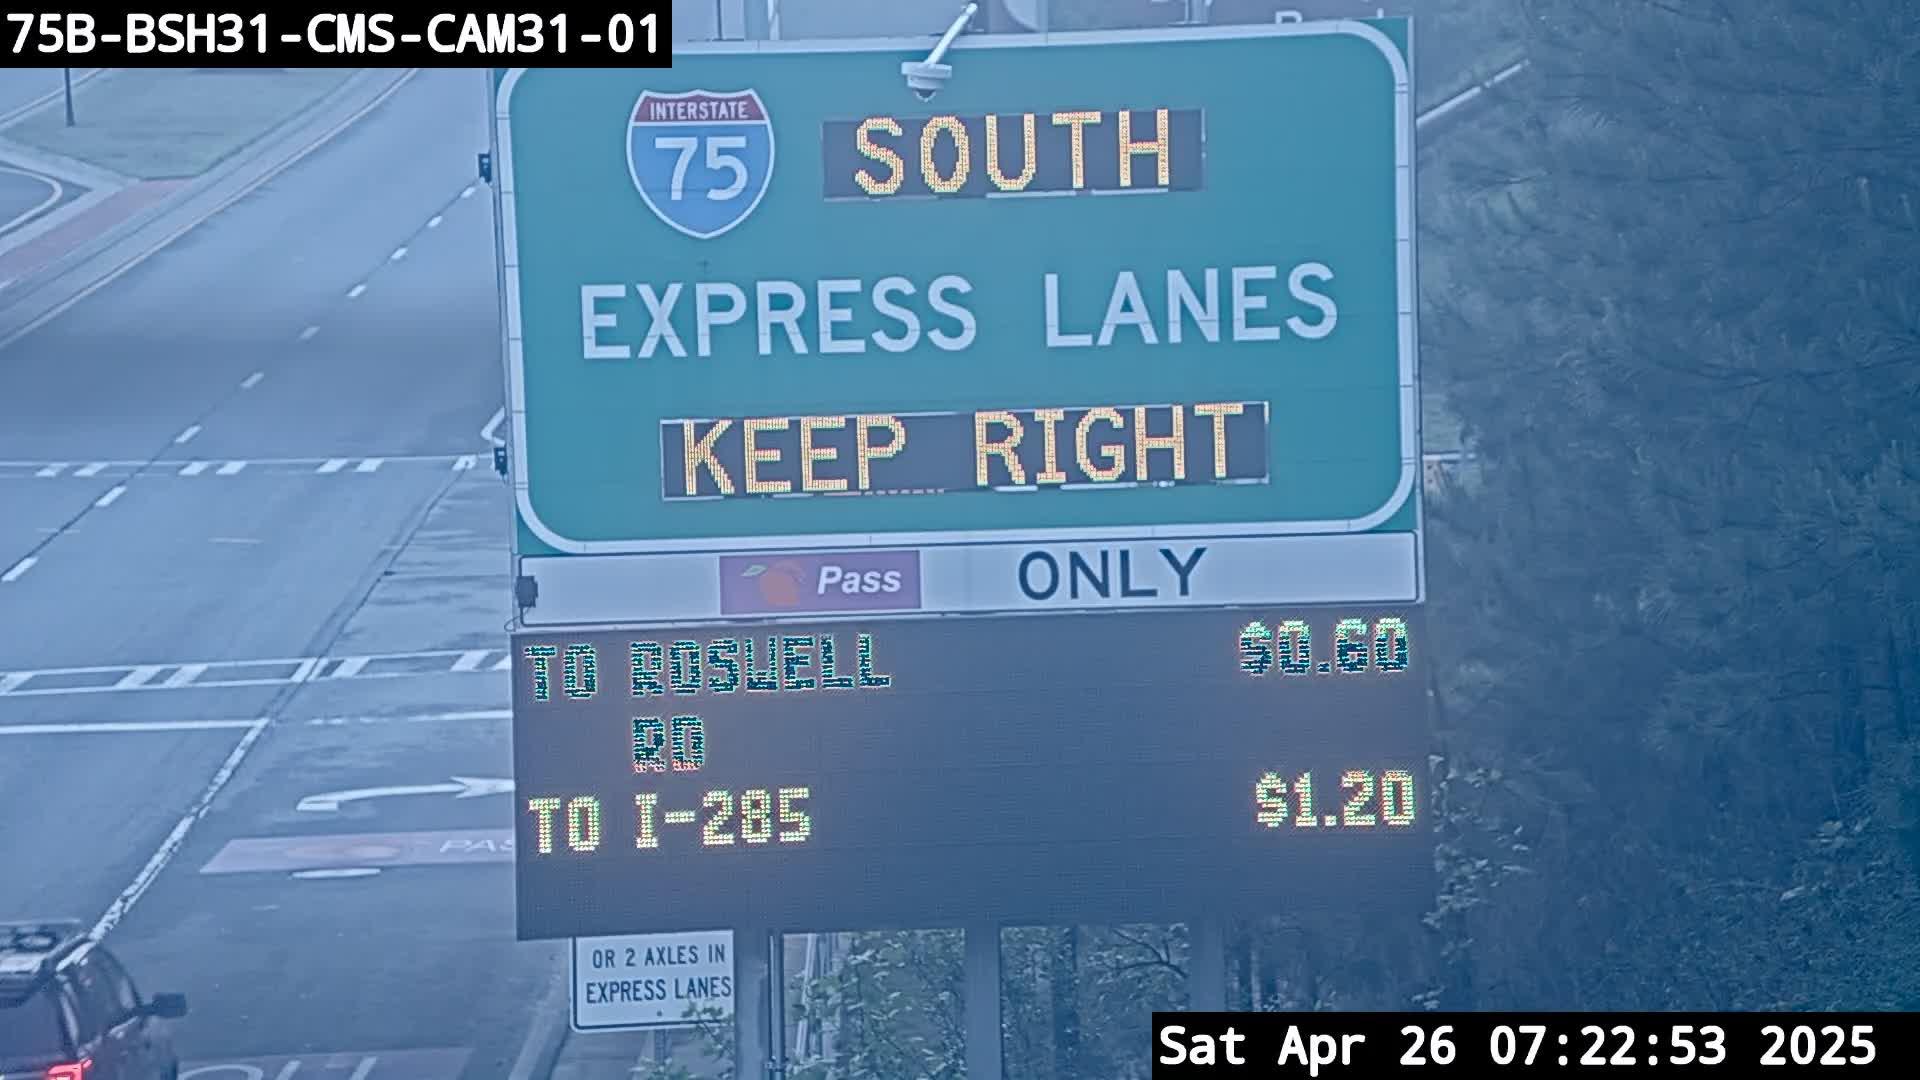 75B-BSH31-CMS-CAM31-01
INTERSTATE
75
SOUTH
EXPRESS LANES
KEEP RIGHT
Pass ONLY
TO ROSWELL $0.60
RD
TO I-285 $1.20
OR 2 AXLES IN
EXPRESS LANES
Sat Apr 26 07:22:53 2025